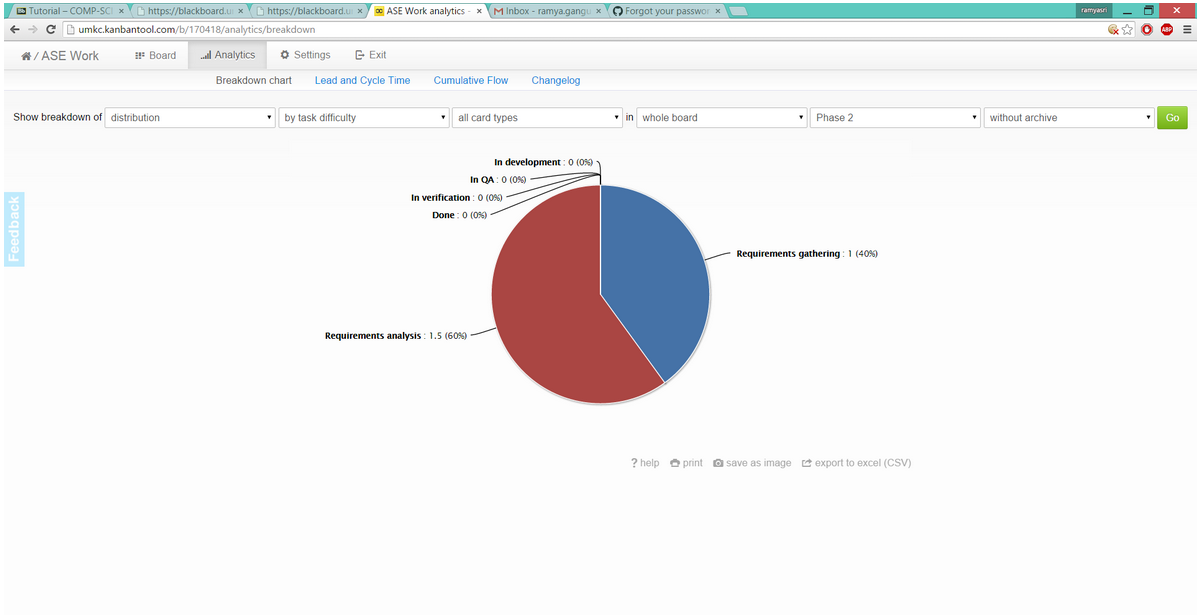 Tutorial – COMP-SC
https://blackboard.u
https://blackboard.u
ASE Work analytics -
Inbox - ramya.gangu
Forgot your passwor
ramyasri
umkc.kanbantool.com/b/170418/analytics/breakdown
ABP
/ ASE Work
Board
Analytics
Settings
Exit
Breakdown chart
Lead and Cycle Time
Cumulative Flow
Changelog
Show breakdown of distribution by task difficulty all card types in whole board Phase 2 without archive Go
In development : 0 (0%)
In QA : 0 (0%)
In verification : 0 (0%)
Done : 0 (0%)
Feedback
Requirements gathering : 1 (40%)
Requirements analysis : 1.5 (60%)
? help
print
save as image
export to excel (CSV)